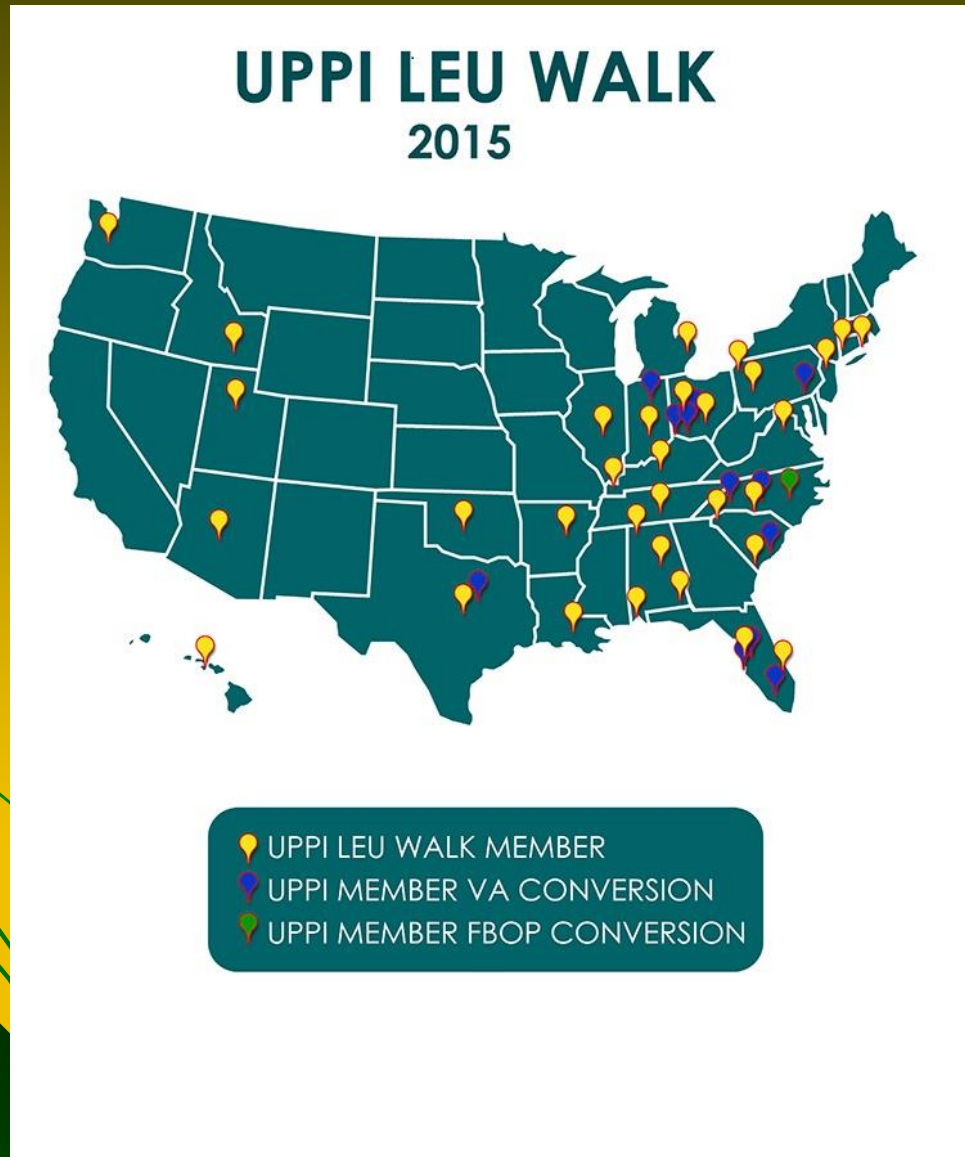 UPPI LEU WALK
2015
UPPI LEU WALK MEMBER
UPPI MEMBER VA CONVERSION
UPPI MEMBER FBOP CONVERSION